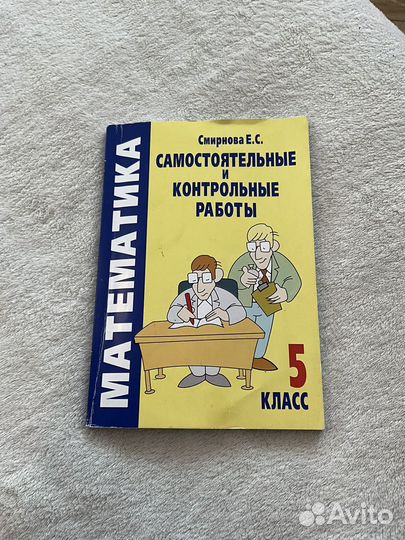 МАТЕМАТИКА
Смирнова Е.С.
САМОСТОЯТЕЛЬНЫЕ
и
КОНТРОЛЬНЫЕ
РАБОТЫ
5
КЛАСС
Avito